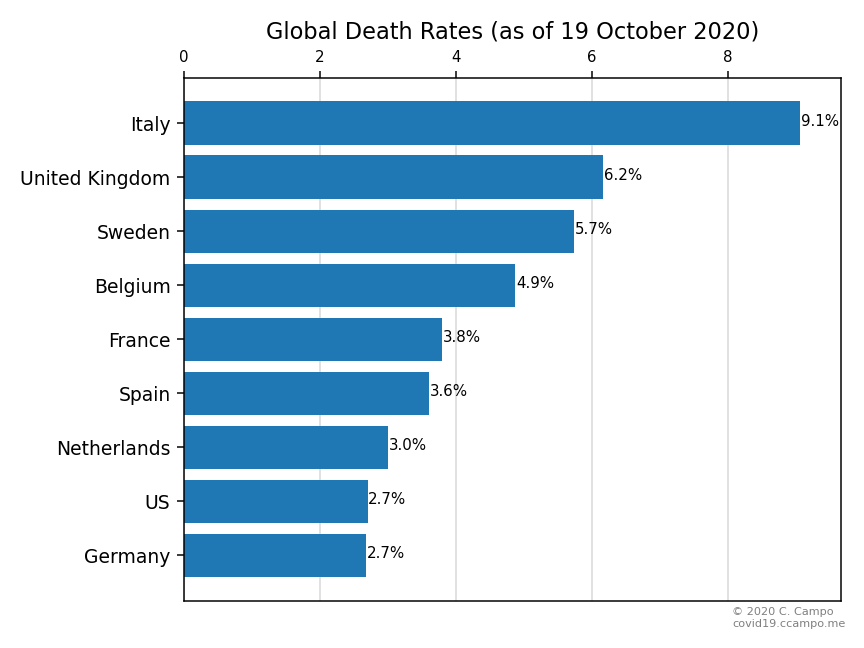 Global Death Rates (as of 19 October 2020)
0 2 4 6 8
Italy 9.1%
United Kingdom 6.2%
Sweden 5.7%
Belgium 4.9%
France 3.8%
Spain 3.6%
Netherlands 3.0%
US 2.7%
Germany 2.7%
© 2020 C. Campo
covid19.ccampo.me